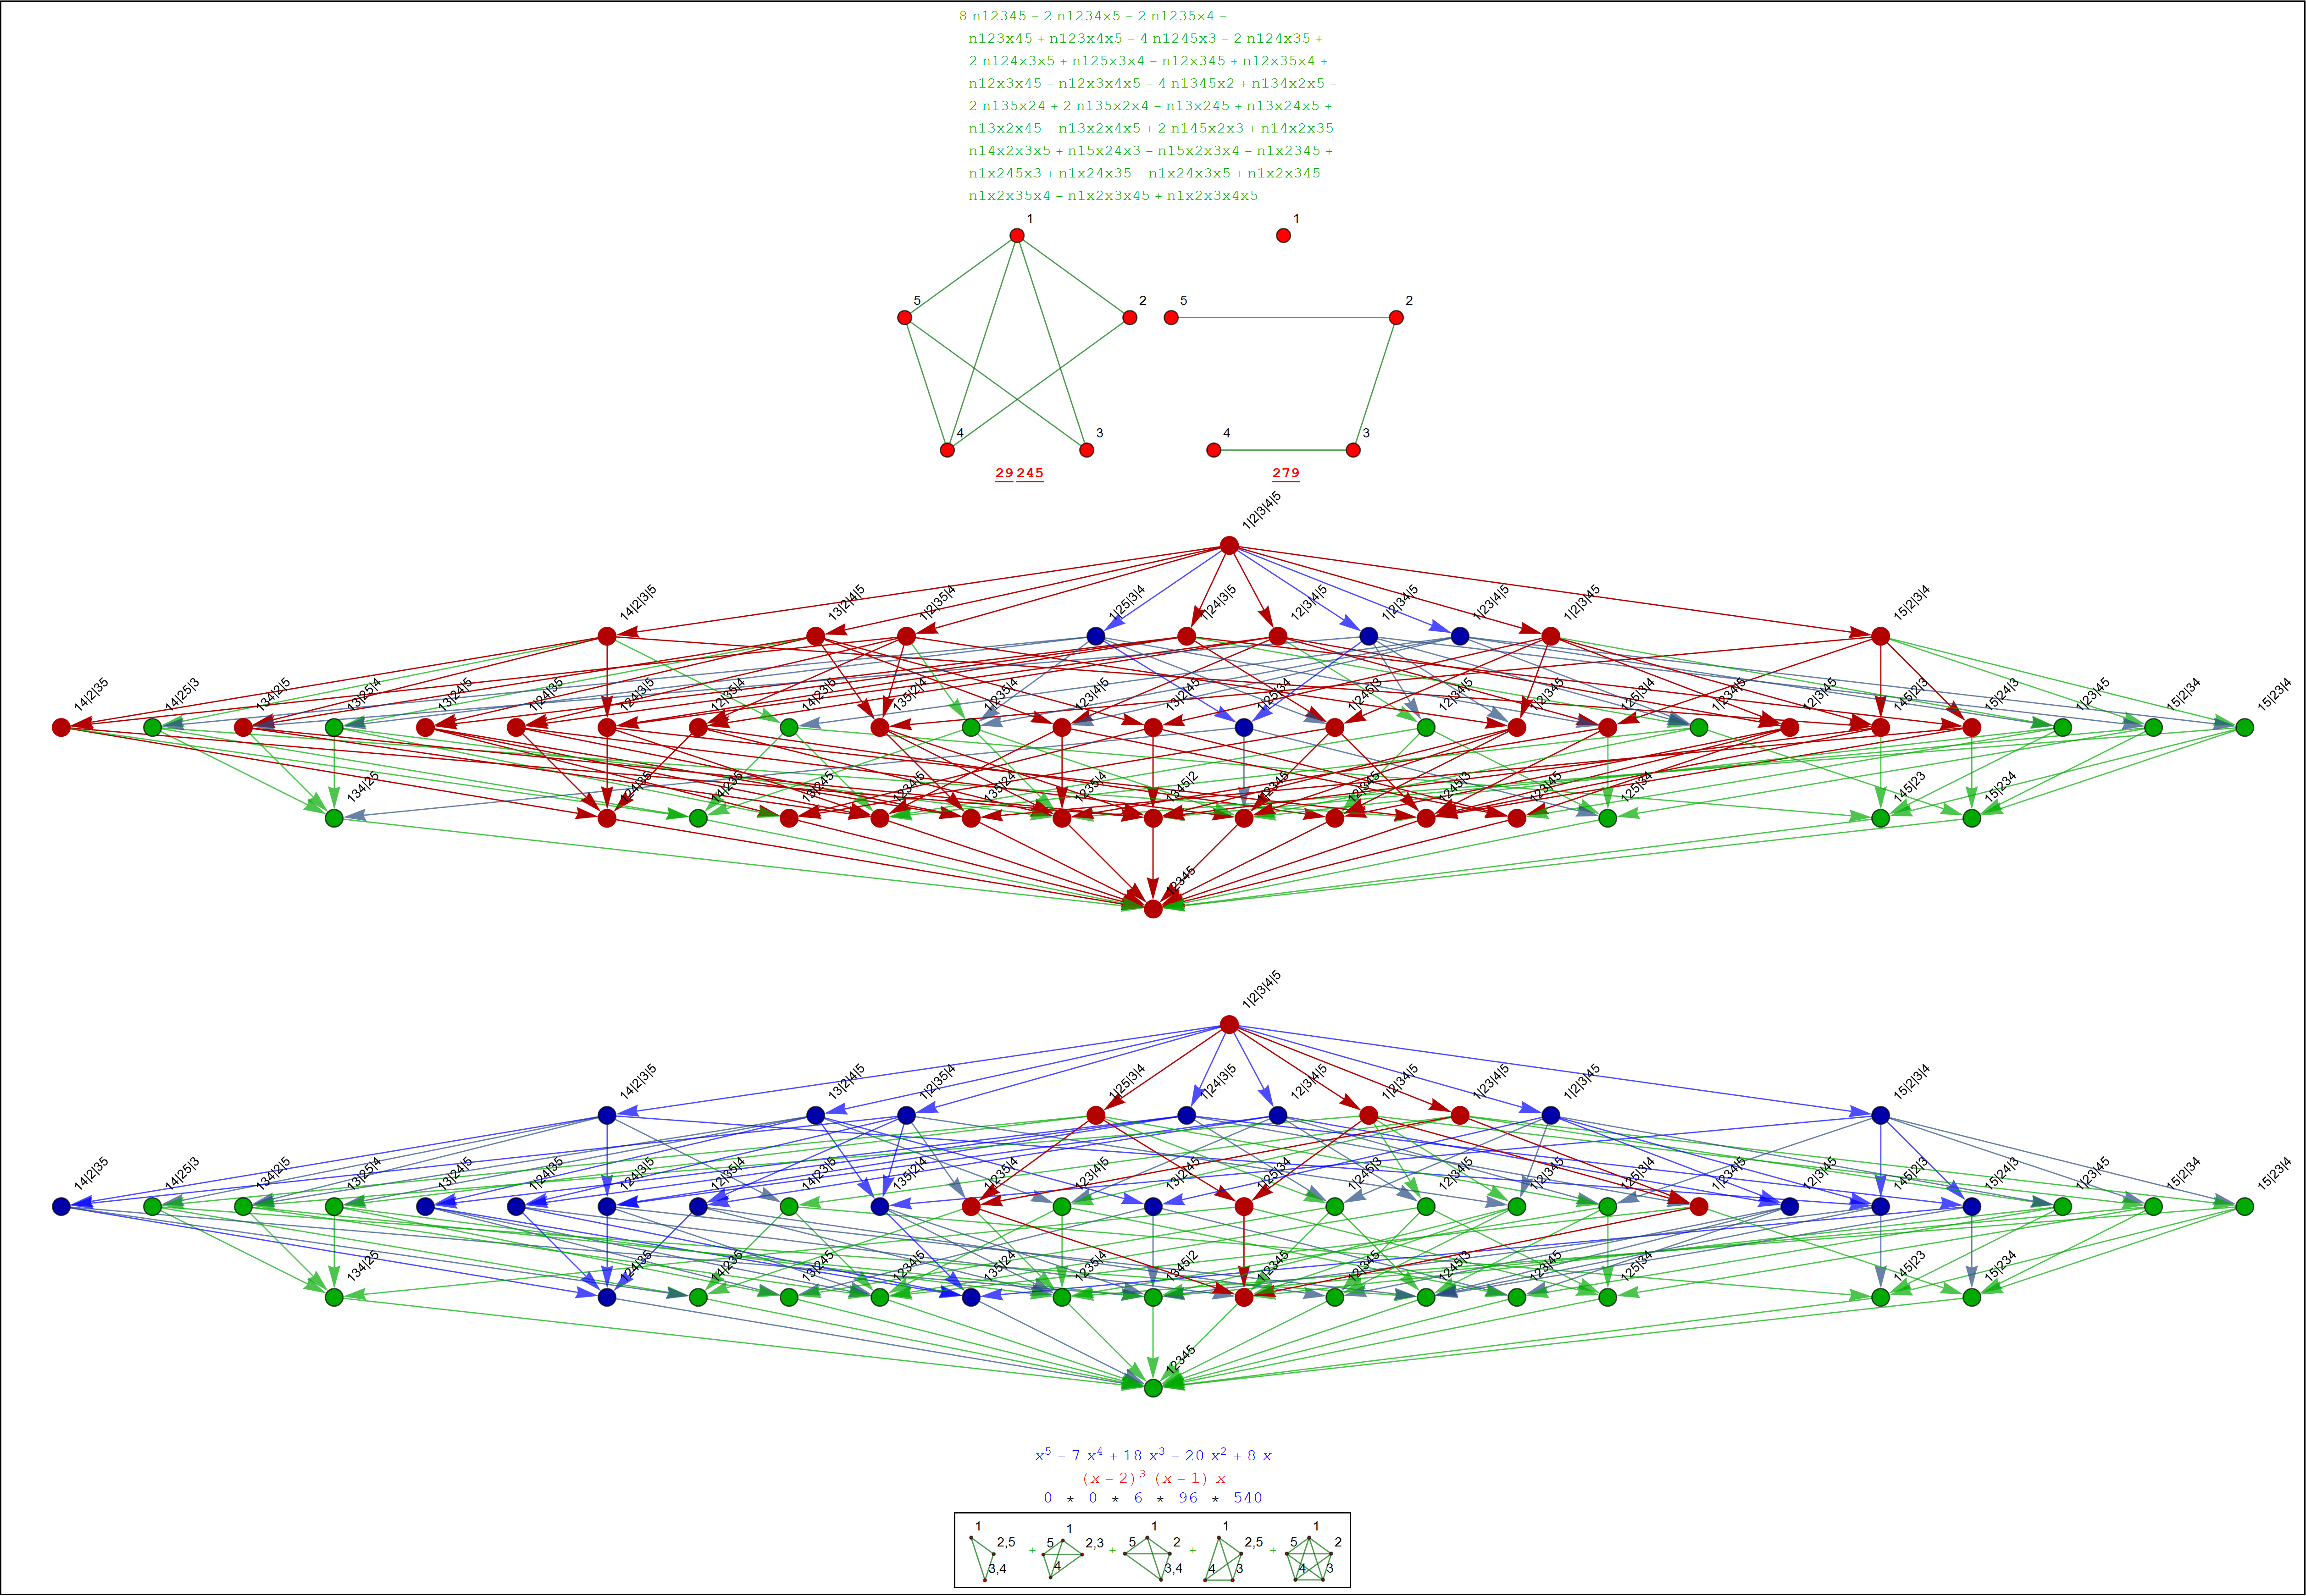 8 n12345 − 2 n1234x5 − 2 n1235x4 −
n123x45 + n123x4x5 − 4 n1245x3 − 2 n124x35 +
2 n124x3x5 + n125x3x4 − n12x345 + n12x35x4 +
n12x3x45 − n12x3x4x5 − 4 n1345x2 + n134x2x5 −
2 n135x24 + 2 n135x2x4 − n13x245 + n13x24x5 +
n13x2x45 − n13x2x4x5 + 2 n145x2x3 + n14x2x35 −
n14x2x3x5 + n15x24x3 − n15x2x3x4 − n1x2345 +
n1x245x3 + n1x24x35 − n1x24x3x5 + n1x2x345 −
n1x2x35x4 − n1x2x3x45 + n1x2x3x4x5
1 1
5 2 5 2
4 3 4 3
29 245 279
1|2|3|4|5
14|2|3|5 13|2|4|5 1|2|35|4 1|25|3|4 1|24|3|5 12|3|4|5 1|2|34|5 1|23|4|5 1|2|3|45 15|2|3|4
14|2|35 14|25|3 134|2|5 13|25|4 13|24|5 1|24|35 124|3|5 12|35|4 14|23|5 135|2|4 1|235|4 123|4|5 13|2|45 1|25|34 1|245|3 12|34|5 1|2|345 125|3|4 1|234|5 12|3|45 145|2|3 15|24|3 1|23|45 15|2|34 15|23|4
134|25 124|35 14|235 13|245 1234|5 135|24 1235|4 1345|2 1|2345 12|345 1245|3 123|45 125|34 145|23 15|234
12345
1|2|3|4|5
14|2|3|5 13|2|4|5 1|2|35|4 1|25|3|4 1|24|3|5 12|3|4|5 1|2|34|5 1|23|4|5 1|2|3|45 15|2|3|4
14|2|35 14|25|3 134|2|5 13|25|4 13|24|5 1|24|35 124|3|5 12|35|4 14|23|5 135|2|4 1|235|4 123|4|5 13|2|45 1|25|34 1|245|3 12|34|5 1|2|345 125|3|4 1|234|5 12|3|45 145|2|3 15|24|3 1|23|45 15|2|34 15|23|4
134|25 124|35 14|235 13|245 1234|5 135|24 1235|4 1345|2 1|2345 12|345 1245|3 123|45 125|34 145|23 15|234
12345
x⁵ − 7 x⁴ + 18 x³ − 20 x² + 8 x
(x − 2)³ (x − 1) x
0 * 0 * 6 * 96 * 540
1 2,5 3,4 + 1 5 2,3 4 + 1 5 2 3,4 + 1 2,5 4 3 + 1 5 2 4 3